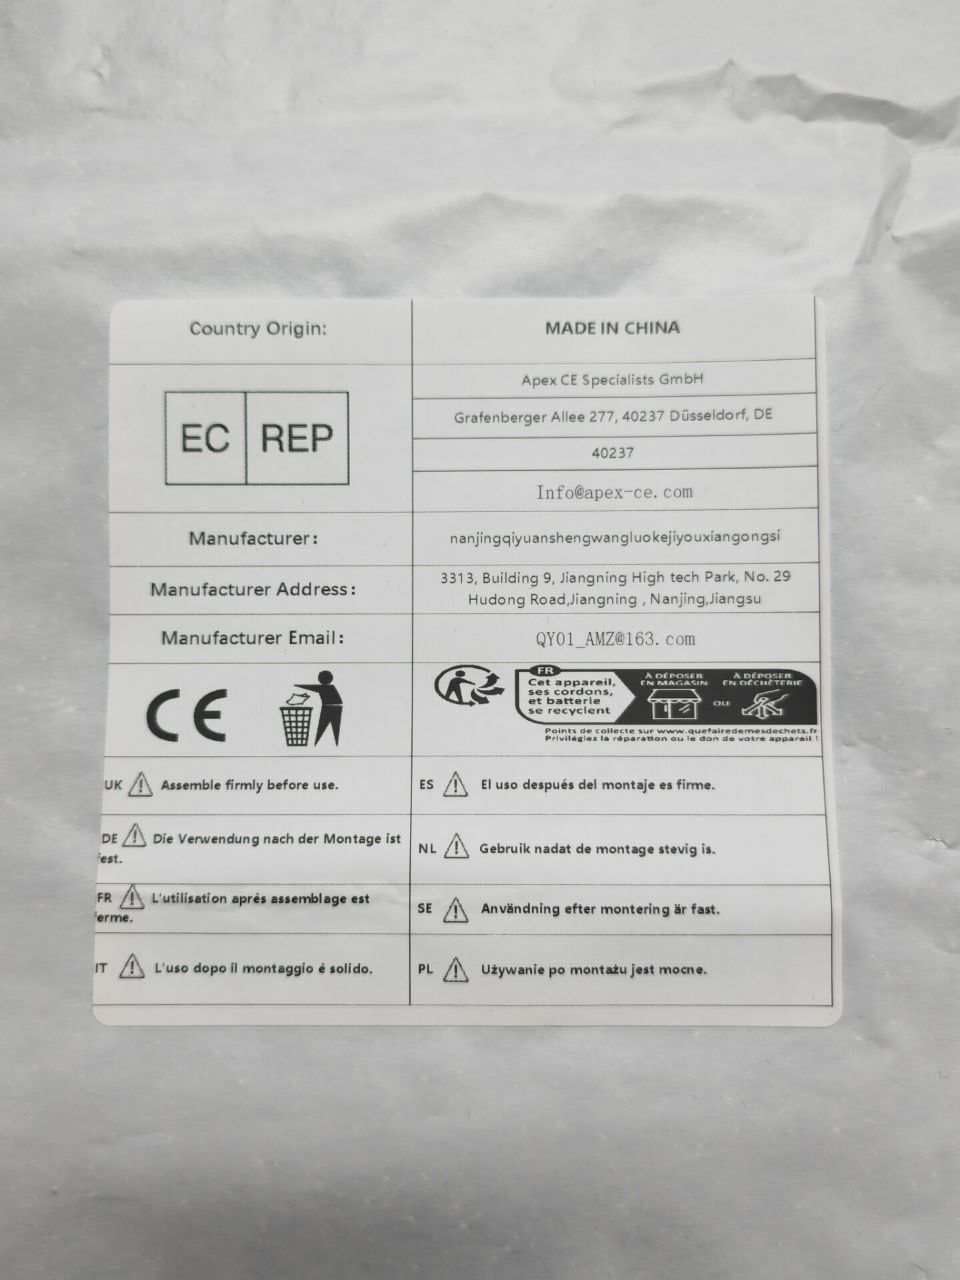 Country Origin:
MADE IN CHINA
EC REP
Apex CE Specialists GmbH
Grafenberger Allee 277, 40237 Düsseldorf, DE
40237
Info@apex-ce.com
Manufacturer:
nanjingqiyuanshengwangluokejiyouxiangongsi
Manufacturer Address:
3313, Building 9, Jiangning High tech Park, No. 29
Hudong Road,Jiangning , Nanjing,Jiangsu
Manufacturer Email:
QY01_AMZ@163.com
CE
FR
Cet appareil,
ses cordons,
et batterie
se recyclent
À DÉPOSER
EN MAGASIN
OU
À DÉPOSER
EN DÉCHÈTERIE
Points de collecte sur www.quefairedemesdechets.fr
Privilégiez la réparation ou le don de votre appareil !
UK Assemble firmly before use.
ES El uso después del montaje es firme.
DE Die Verwendung nach der Montage ist
fest.
NL Gebruik nadat de montage stevig is.
FR L'utilisation aprés assemblage est
ferme.
SE Användning efter montering är fast.
IT L'uso dopo il montaggio é solido.
PL Używanie po montażu jest mocne.